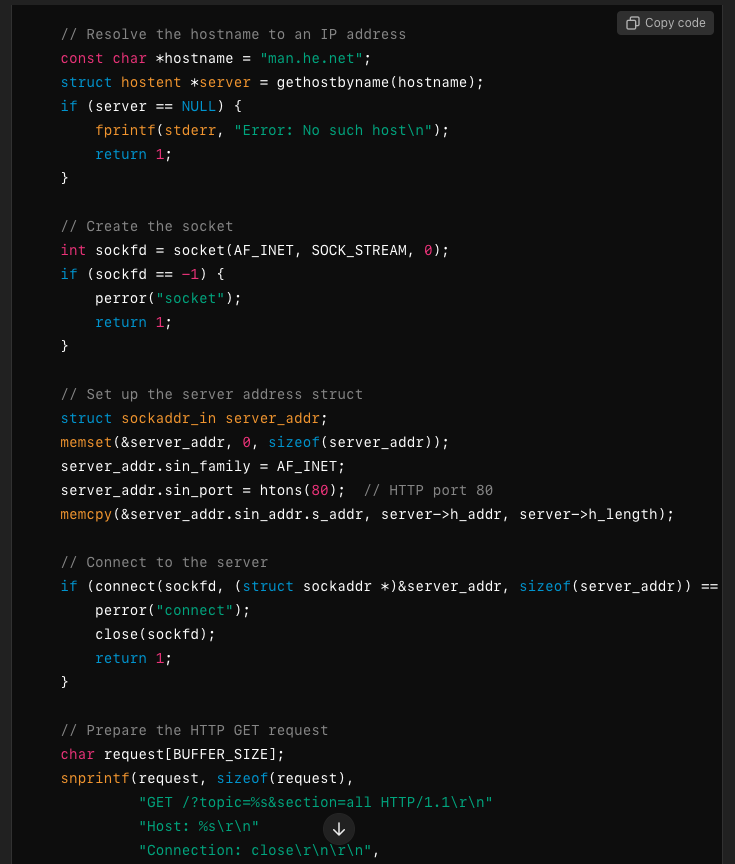 Copy code
    // Resolve the hostname to an IP address
    const char *hostname = "man.he.net";
    struct hostent *server = gethostbyname(hostname);
    if (server == NULL) {
        fprintf(stderr, "Error: No such host\n");
        return 1;
    }
    // Create the socket
    int sockfd = socket(AF_INET, SOCK_STREAM, 0);
    if (sockfd == -1) {
        perror("socket");
        return 1;
    }
    // Set up the server address struct
    struct sockaddr_in server_addr;
    memset(&server_addr, 0, sizeof(server_addr));
    server_addr.sin_family = AF_INET;
    server_addr.sin_port = htons(80);  // HTTP port 80
    memcpy(&server_addr.sin_addr.s_addr, server->h_addr, server->h_length);
    // Connect to the server
    if (connect(sockfd, (struct sockaddr *)&server_addr, sizeof(server_addr)) ==
        perror("connect");
        close(sockfd);
        return 1;
    }
    // Prepare the HTTP GET request
    char request[BUFFER_SIZE];
    snprintf(request, sizeof(request),
             "GET /?topic=%s&section=all HTTP/1.1\r\n"
             "Host: %s\r\n"
             "Connection: close\r\n\r\n",